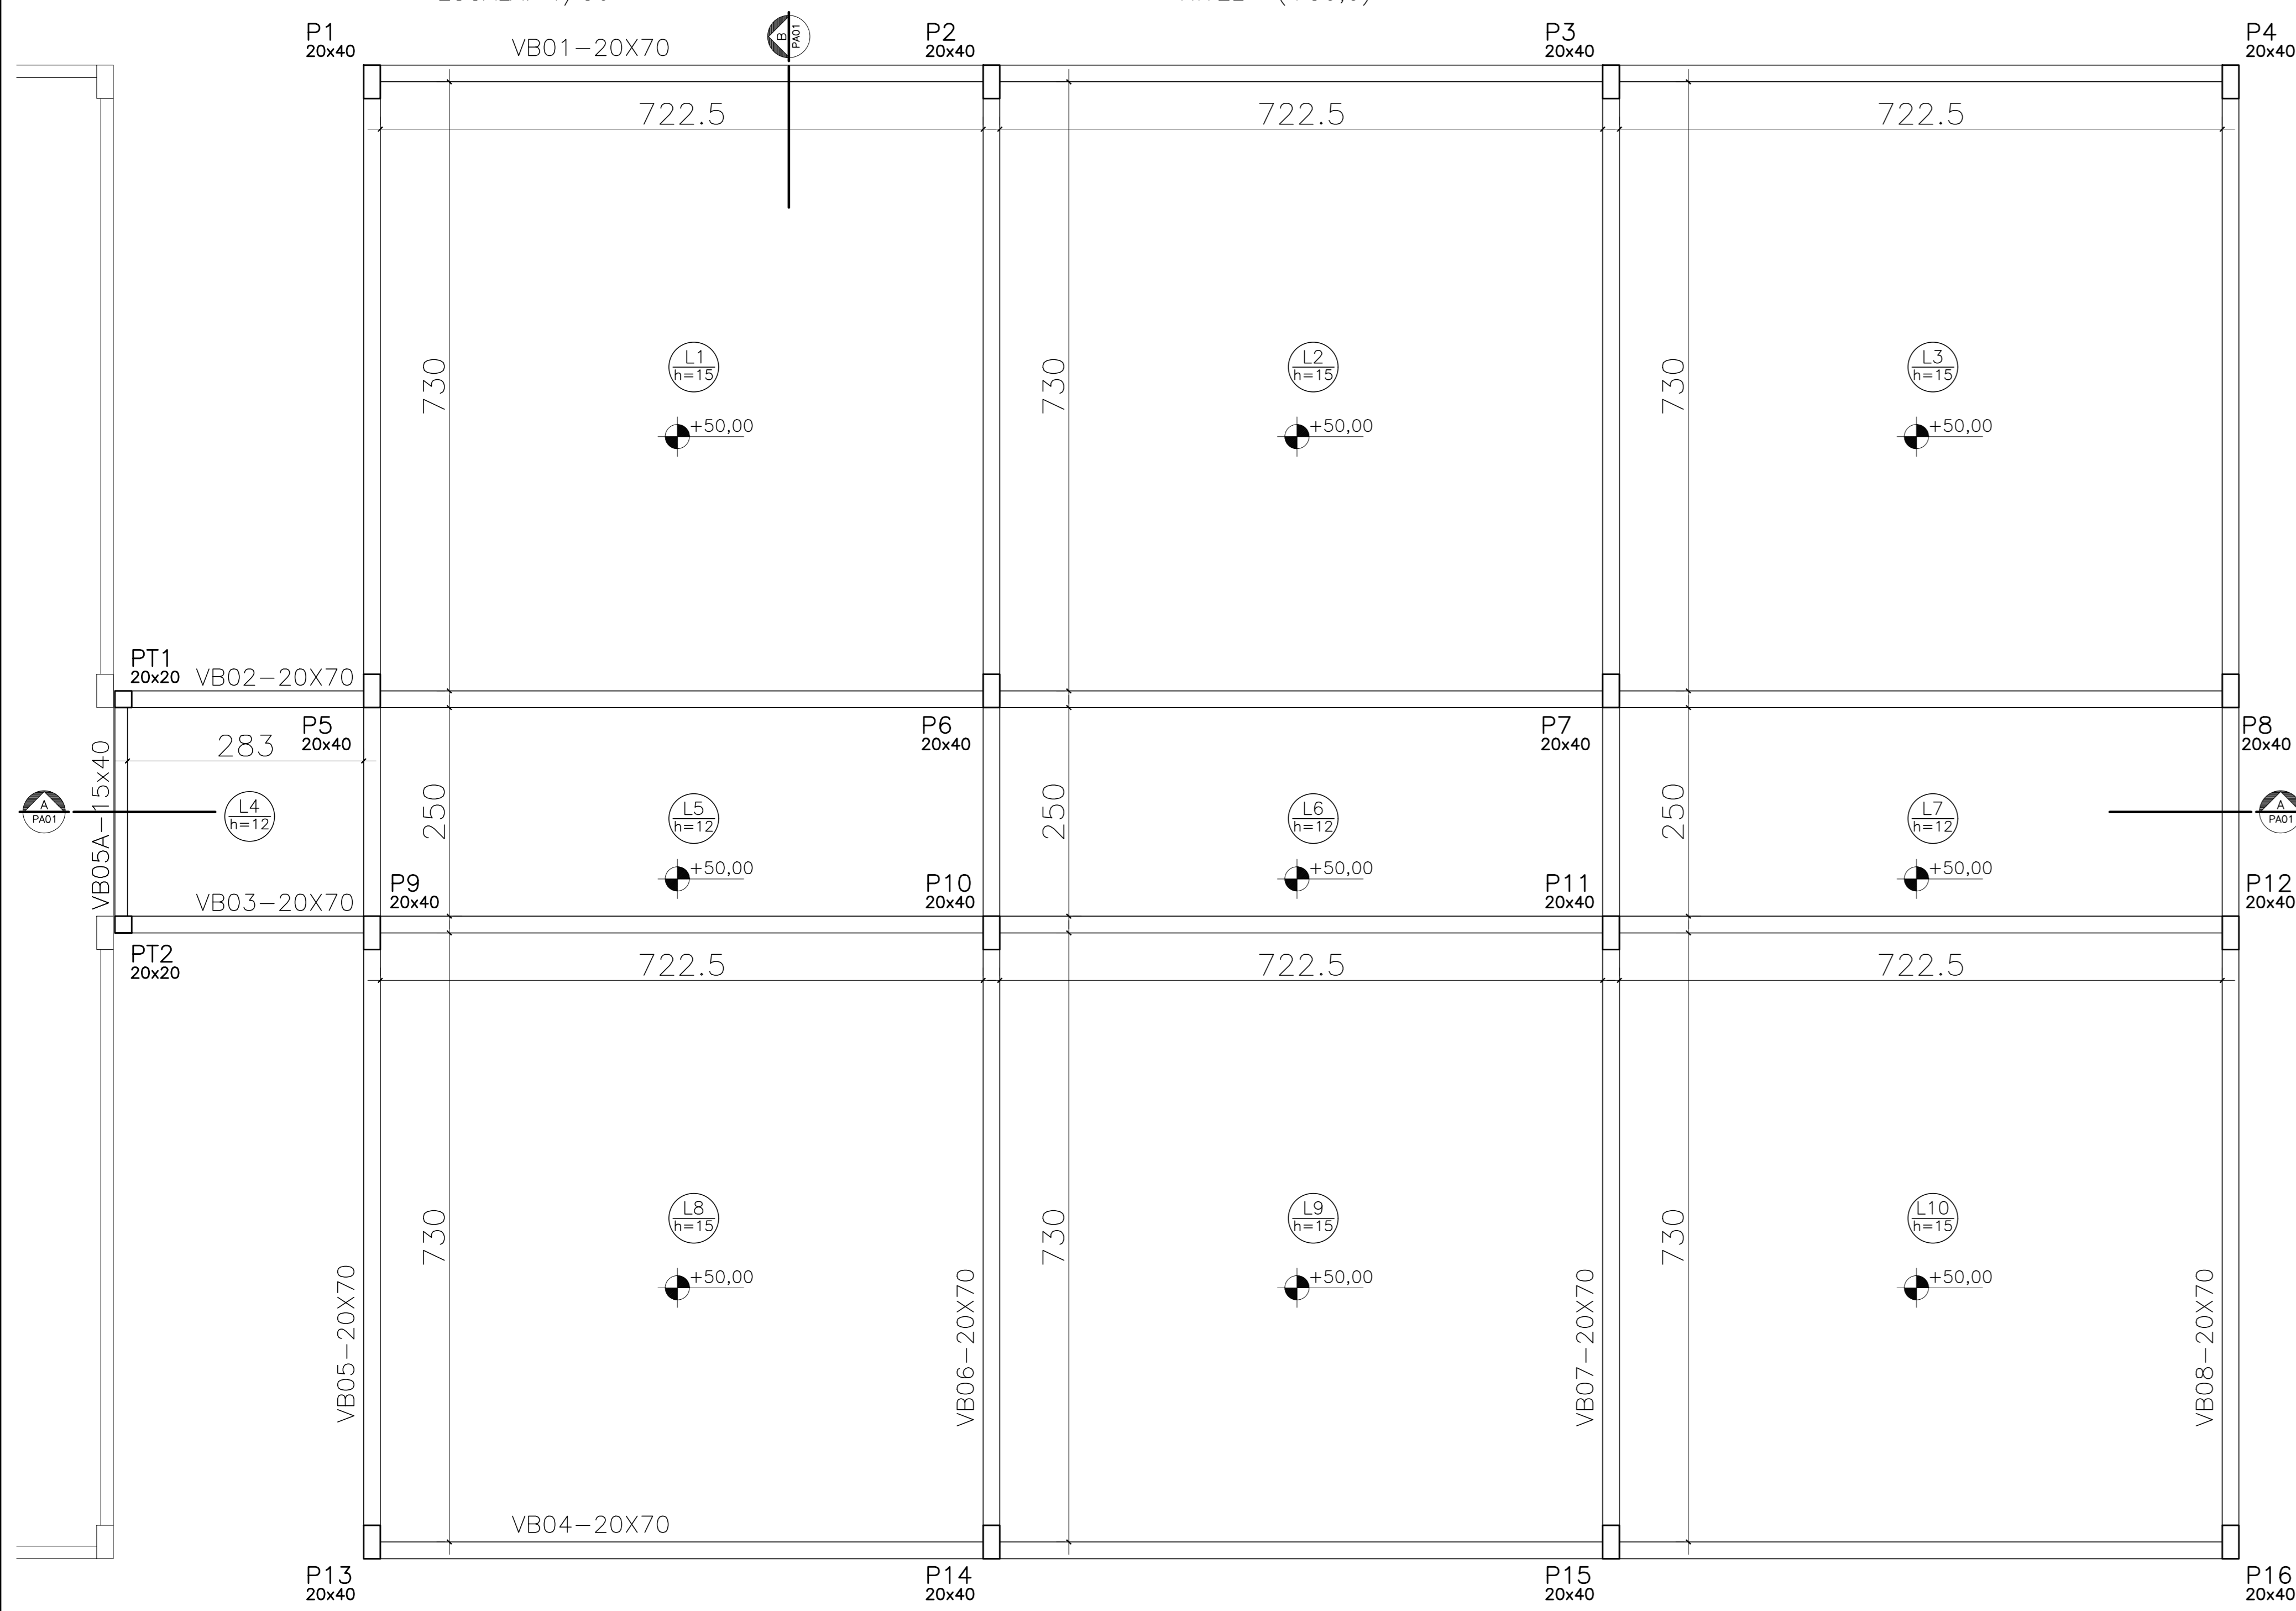 P1
20x40
VB01-20X70
B
PA01
P2
20x40
P3
20x40
P4
20x40
722.5
722.5
722.5
730
L1
h=15
+50,00
730
L2
h=15
+50,00
730
L3
h=15
+50,00
PT1
20x20
VB02-20X70
P5
20x40
P6
20x40
P7
20x40
P8
20x40
283
VB05A-15x40
A
PA01
L4
h=12
250
L5
h=12
+50,00
250
L6
h=12
+50,00
250
L7
h=12
+50,00
A
PA01
VB03-20X70
P9
20x40
P10
20x40
P11
20x40
P12
20x40
PT2
20x20
722.5
722.5
722.5
730
L8
h=15
+50,00
730
L9
h=15
+50,00
730
L10
h=15
+50,00
VB05-20X70
VB06-20X70
VB07-20X70
VB08-20X70
VB04-20X70
P13
20x40
P14
20x40
P15
20x40
P16
20x40